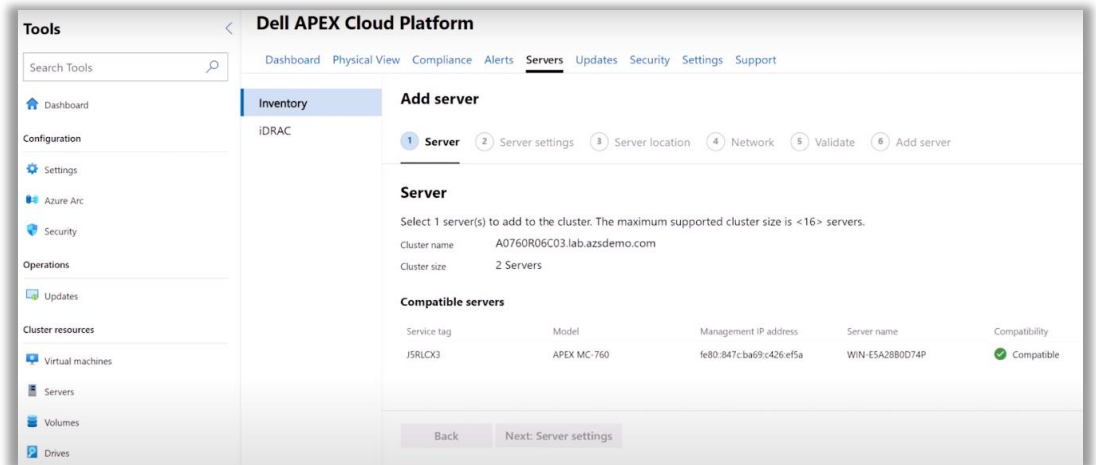 Tools
Search Tools
Dashboard
Configuration
Settings
Azure Arc
Security
Operations
Updates
Cluster resources
Virtual machines
Servers
Volumes
Drives
Dell APEX Cloud Platform
Dashboard Physical View Compliance Alerts Servers Updates Security Settings Support
Inventory
iDRAC
Add server
1 Server 2 Server settings 3 Server location 4 Network 5 Validate 6 Add server
Server
Select 1 server(s) to add to the cluster. The maximum supported cluster size is <16> servers.
Cluster name A0760R06C03.lab.azsdemo.com
Cluster size 2 Servers
Compatible servers
Service tag Model Management IP address Server name Compatibility
J5RLCX3 APEX MC-760 fe80::847c:ba69:c426:ef5a WIN-E5A28B0D74P Compatible
Back Next: Server settings